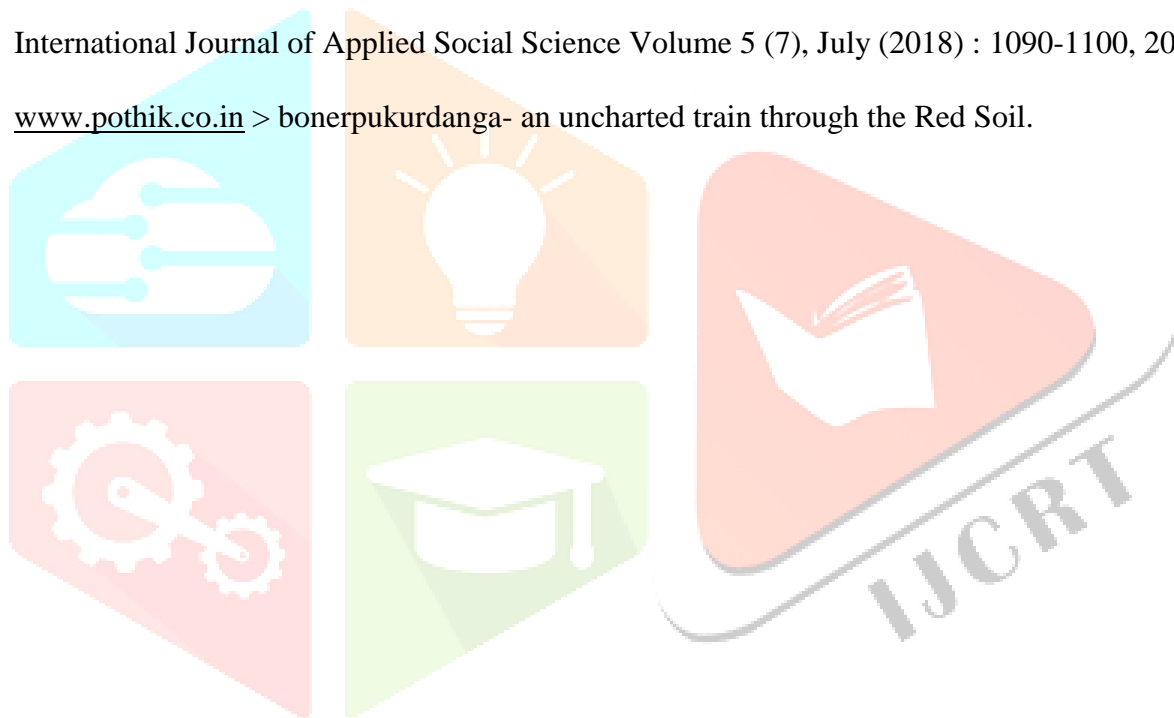 International Journal of Applied Social Science Volume 5 (7), July (2018) : 1090-1100, 20
www.pothik.co.in > bonerpukurdanga- an uncharted train through the Red Soil.
IJCRT